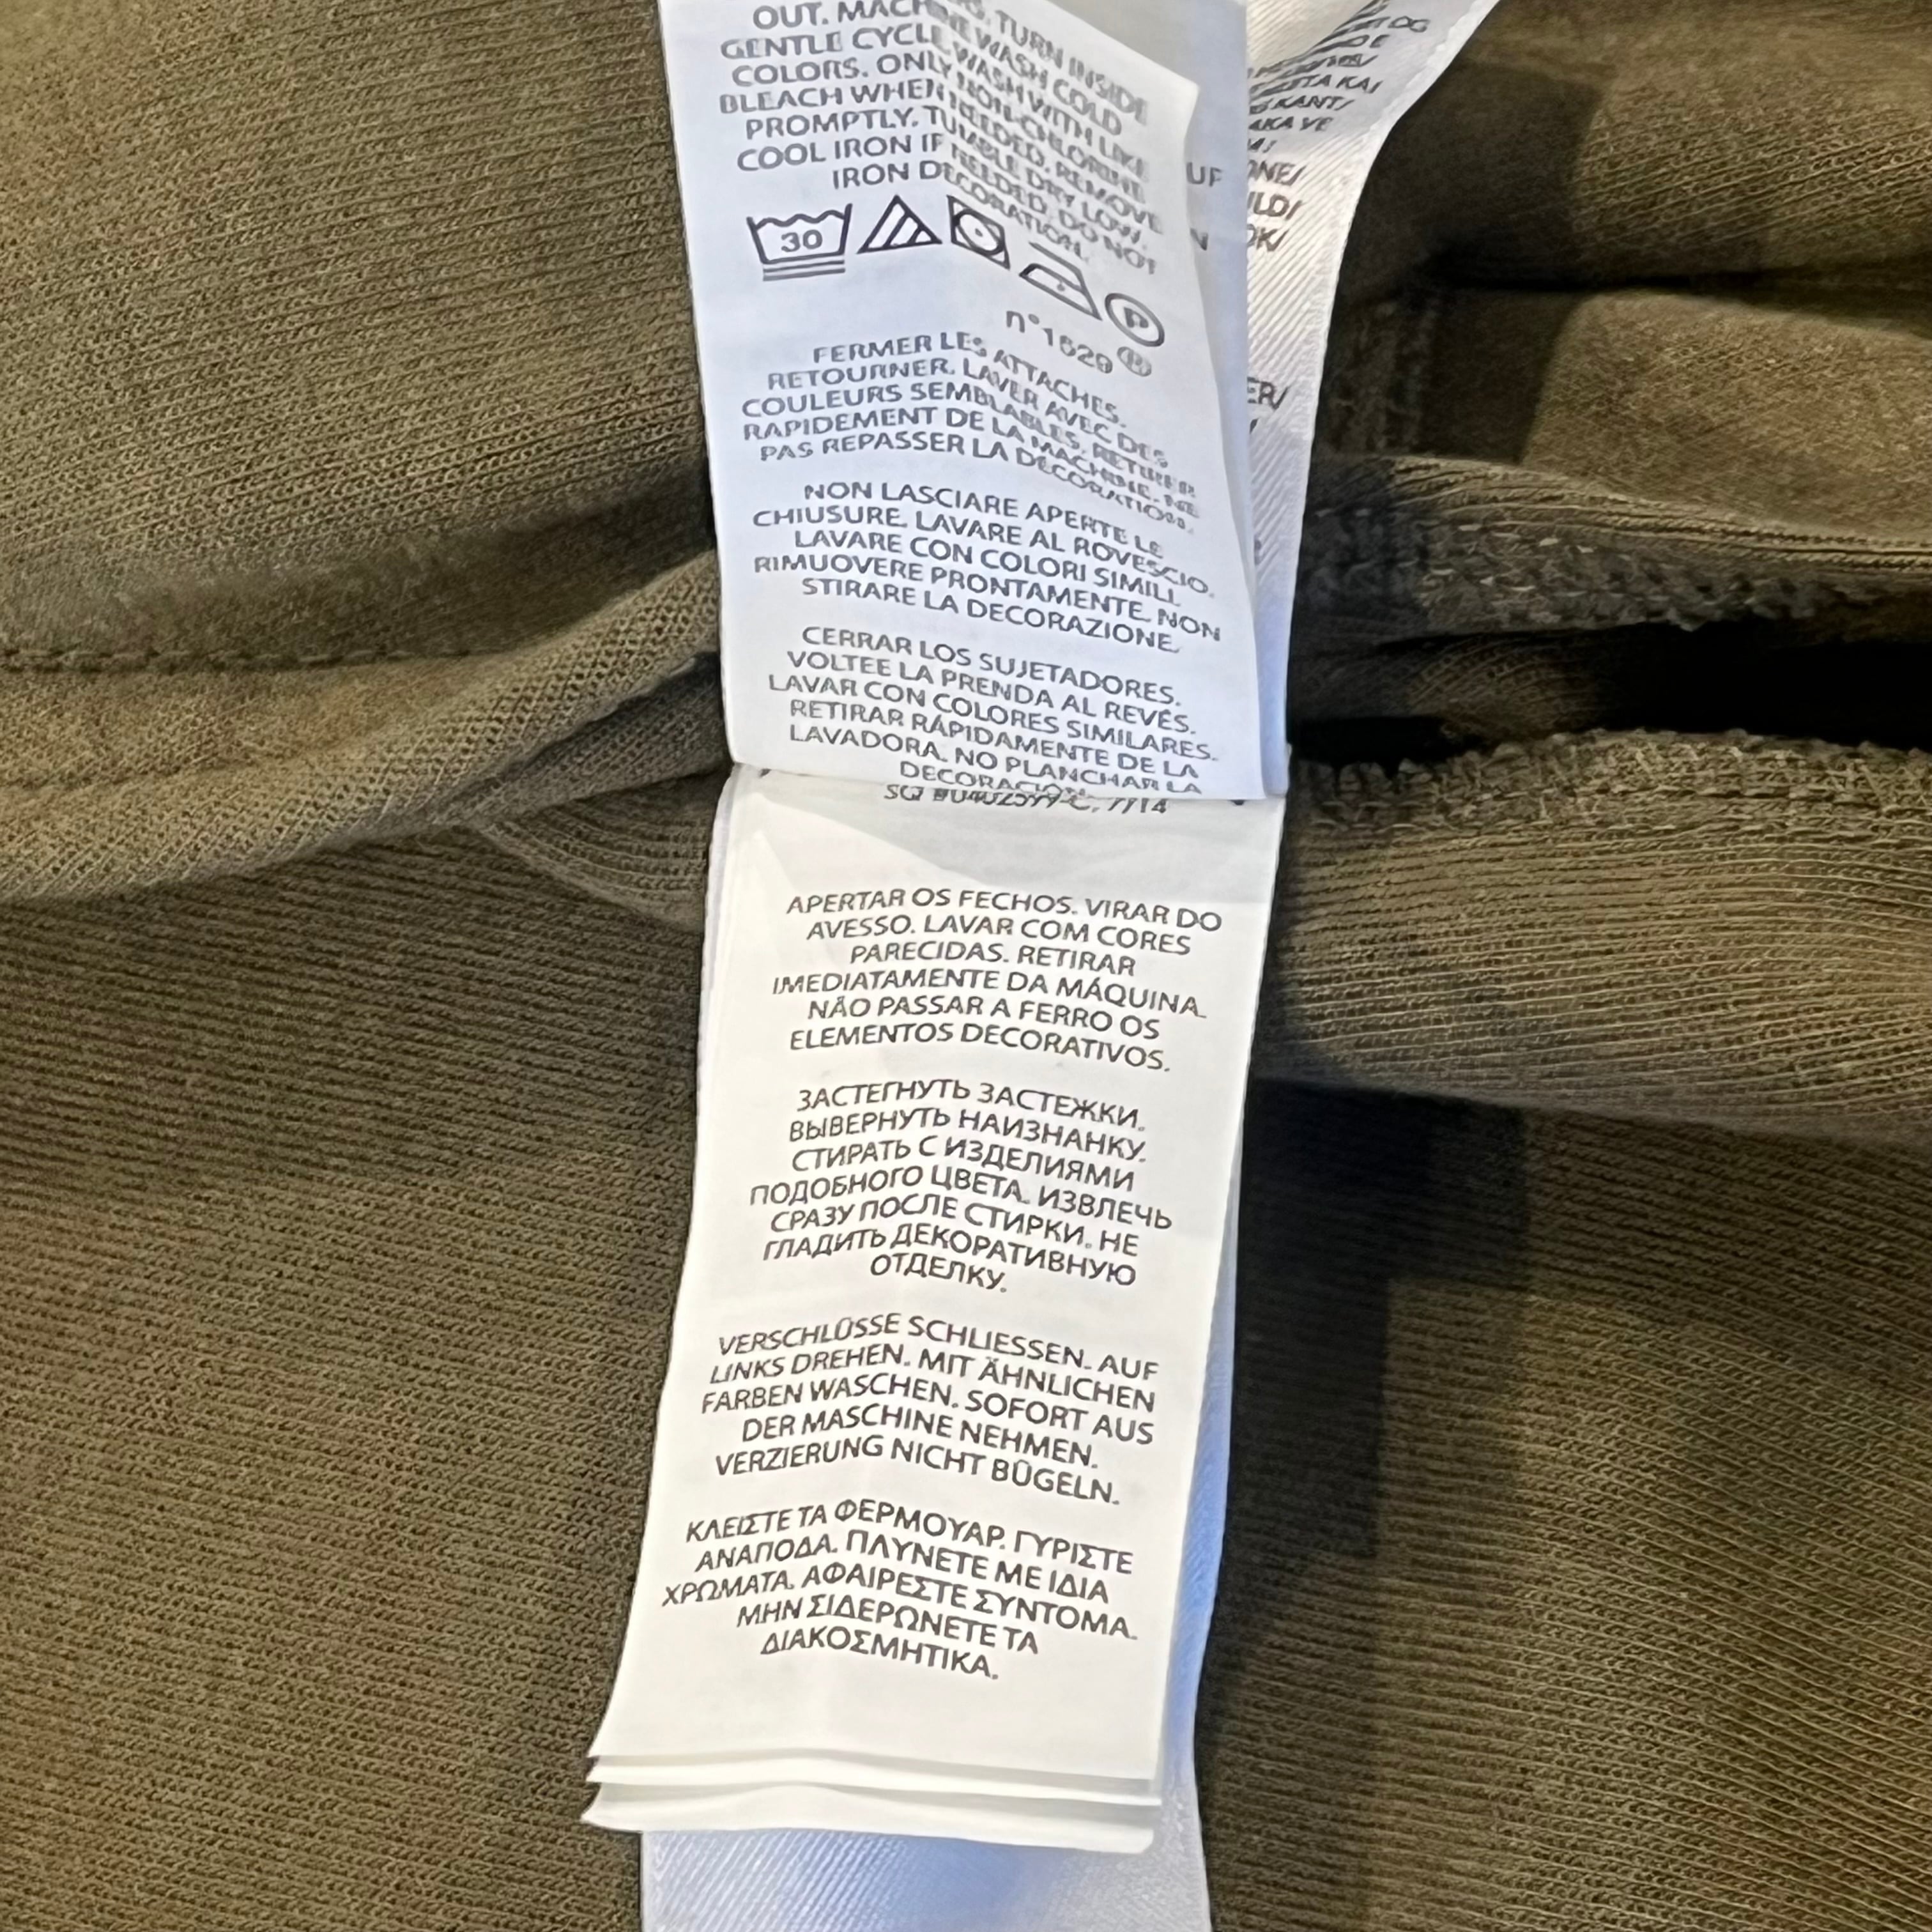 OUT. MACHINE WASH COLD TURN INSIDE
GENTLE CYCLE WASH WITH LIKE
COLORS. ONLY NON-CHLORINE
BLEACH WHEN NEEDED. REMOVE
PROMPTLY. TUMBLE DRY LOW.
COOL IRON IF NEEDED. DO NOT
IRON DECORATION.
30
P
n°1629®
FERMER LES ATTACHES.
RETOURNER. LAVER AVEC DES
COULEURS SEMBLABLES. RETIRER
RAPIDEMENT DE LA MACHINE. NE
PAS REPASSER LA DÉCORATION.
NON LASCIARE APERTE LE
CHIUSURE. LAVARE AL ROVESCIO.
LAVARE CON COLORI SIMILI.
RIMUOVERE PRONTAMENTE. NON
STIRARE LA DECORAZIONE.
CERRAR LOS SUJETADORES.
VOLTEE LA PRENDA AL REVÉS.
LAVAR CON COLORES SIMILARES.
RETIRAR RÁPIDAMENTE DE LA
LAVADORA. NO PLANCHAR LA
DECORACIÓN.
APERTAR OS FECHOS. VIRAR DO
AVESSO. LAVAR COM CORES
PARECIDAS. RETIRAR
IMEDIATAMENTE DA MÁQUINA.
NÃO PASSAR A FERRO OS
ELEMENTOS DECORATIVOS.
ЗАСТЕГНУТЬ ЗАСТЕЖКИ.
ВЫВЕРНУТЬ НАИЗНАНКУ.
СТИРАТЬ С ИЗДЕЛИЯМИ
ПОДОБНОГО ЦВЕТА. ИЗВЛЕЧЬ
СРАЗУ ПОСЛЕ СТИРКИ. НЕ
ГЛАДИТЬ ДЕКОРАТИВНУЮ
ОТДЕЛКУ.
VERSCHLÜSSE SCHLIESSEN. AUF
LINKS DREHEN. MIT ÄHNLICHEN
FARBEN WASCHEN. SOFORT AUS
DER MASCHINE NEHMEN.
VERZIERUNG NICHT BÜGELN.
ΚΛΕΙΣΤΕ ΤΑ ΦΕΡΜΟΥΑΡ. ΓΥΡΙΣΤΕ
ΑΝΑΠΟΔΑ. ΠΛΥΝΕΤΕ ΜΕ ΙΔΙΑ
ΧΡΩΜΑΤΑ. ΑΦΑΙΡΕΣΤΕ ΣΥΝΤΟΜΑ.
ΜΗΝ ΣΙΔΕΡΩΝΕΤΕ ΤΑ
ΔΙΑΚΟΣΜΗΤΙΚΑ.